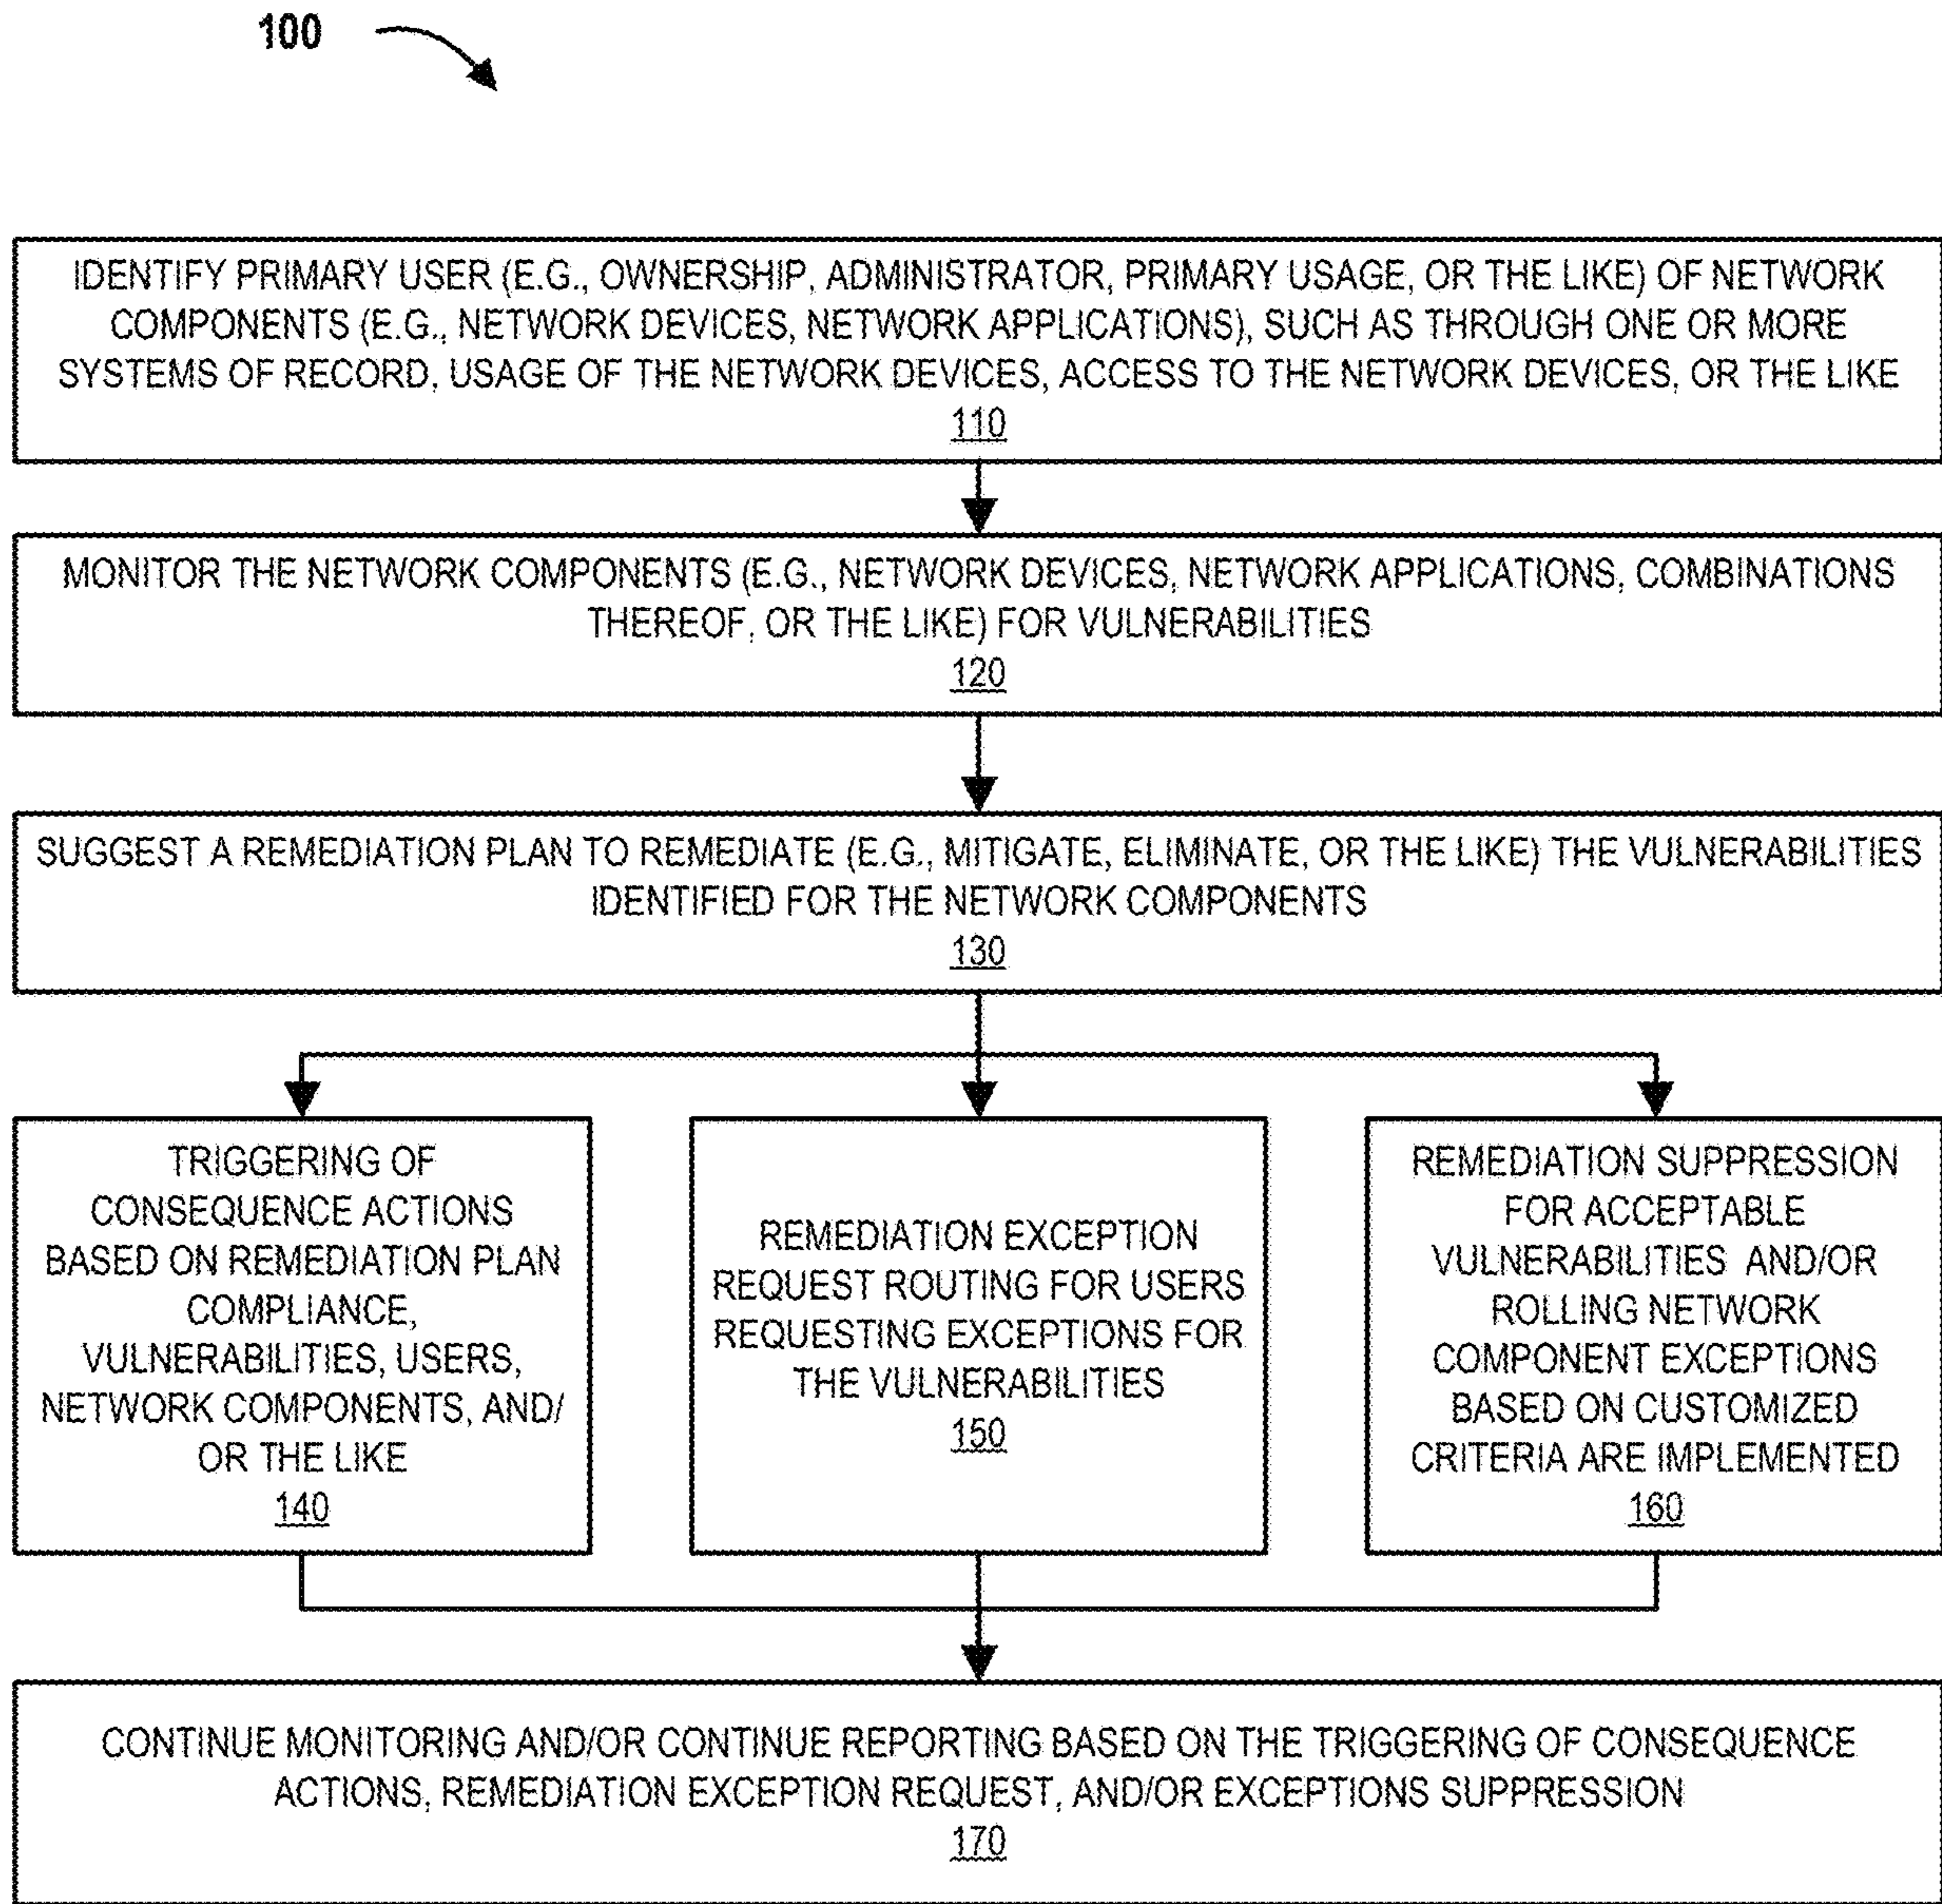 100
IDENTIFY PRIMARY USER (E.G., OWNERSHIP, ADMINISTRATOR, PRIMARY USAGE, OR THE LIKE) OF NETWORK
COMPONENTS (E.G., NETWORK DEVICES, NETWORK APPLICATIONS), SUCH AS THROUGH ONE OR MORE
SYSTEMS OF RECORD, USAGE OF THE NETWORK DEVICES, ACCESS TO THE NETWORK DEVICES, OR THE LIKE
110
MONITOR THE NETWORK COMPONENTS (E.G., NETWORK DEVICES, NETWORK APPLICATIONS, COMBINATIONS
THEREOF, OR THE LIKE) FOR VULNERABILITIES
120
SUGGEST A REMEDIATION PLAN TO REMEDIATE (E.G., MITIGATE, ELIMINATE, OR THE LIKE) THE VULNERABILITIES
IDENTIFIED FOR THE NETWORK COMPONENTS
130
TRIGGERING OF
CONSEQUENCE ACTIONS
BASED ON REMEDIATION PLAN
COMPLIANCE,
VULNERABILITIES, USERS,
NETWORK COMPONENTS, AND/
OR THE LIKE
140
REMEDIATION EXCEPTION
REQUEST ROUTING FOR USERS
REQUESTING EXCEPTIONS FOR
THE VULNERABILITIES
150
REMEDIATION SUPPRESSION
FOR ACCEPTABLE
VULNERABILITIES AND/OR
ROLLING NETWORK
COMPONENT EXCEPTIONS
BASED ON CUSTOMIZED
CRITERIA ARE IMPLEMENTED
160
CONTINUE MONITORING AND/OR CONTINUE REPORTING BASED ON THE TRIGGERING OF CONSEQUENCE
ACTIONS, REMEDIATION EXCEPTION REQUEST, AND/OR EXCEPTIONS SUPPRESSION
170